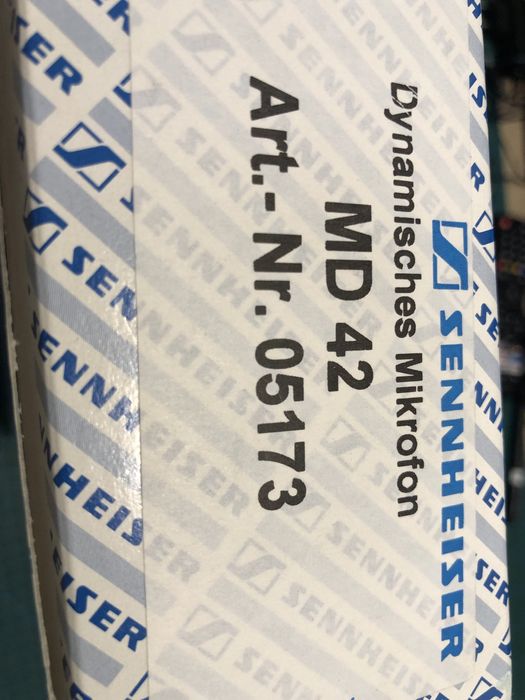 SENNHEISER
Dynamisches Mikrofon
MD 42
Art.- Nr. 05173